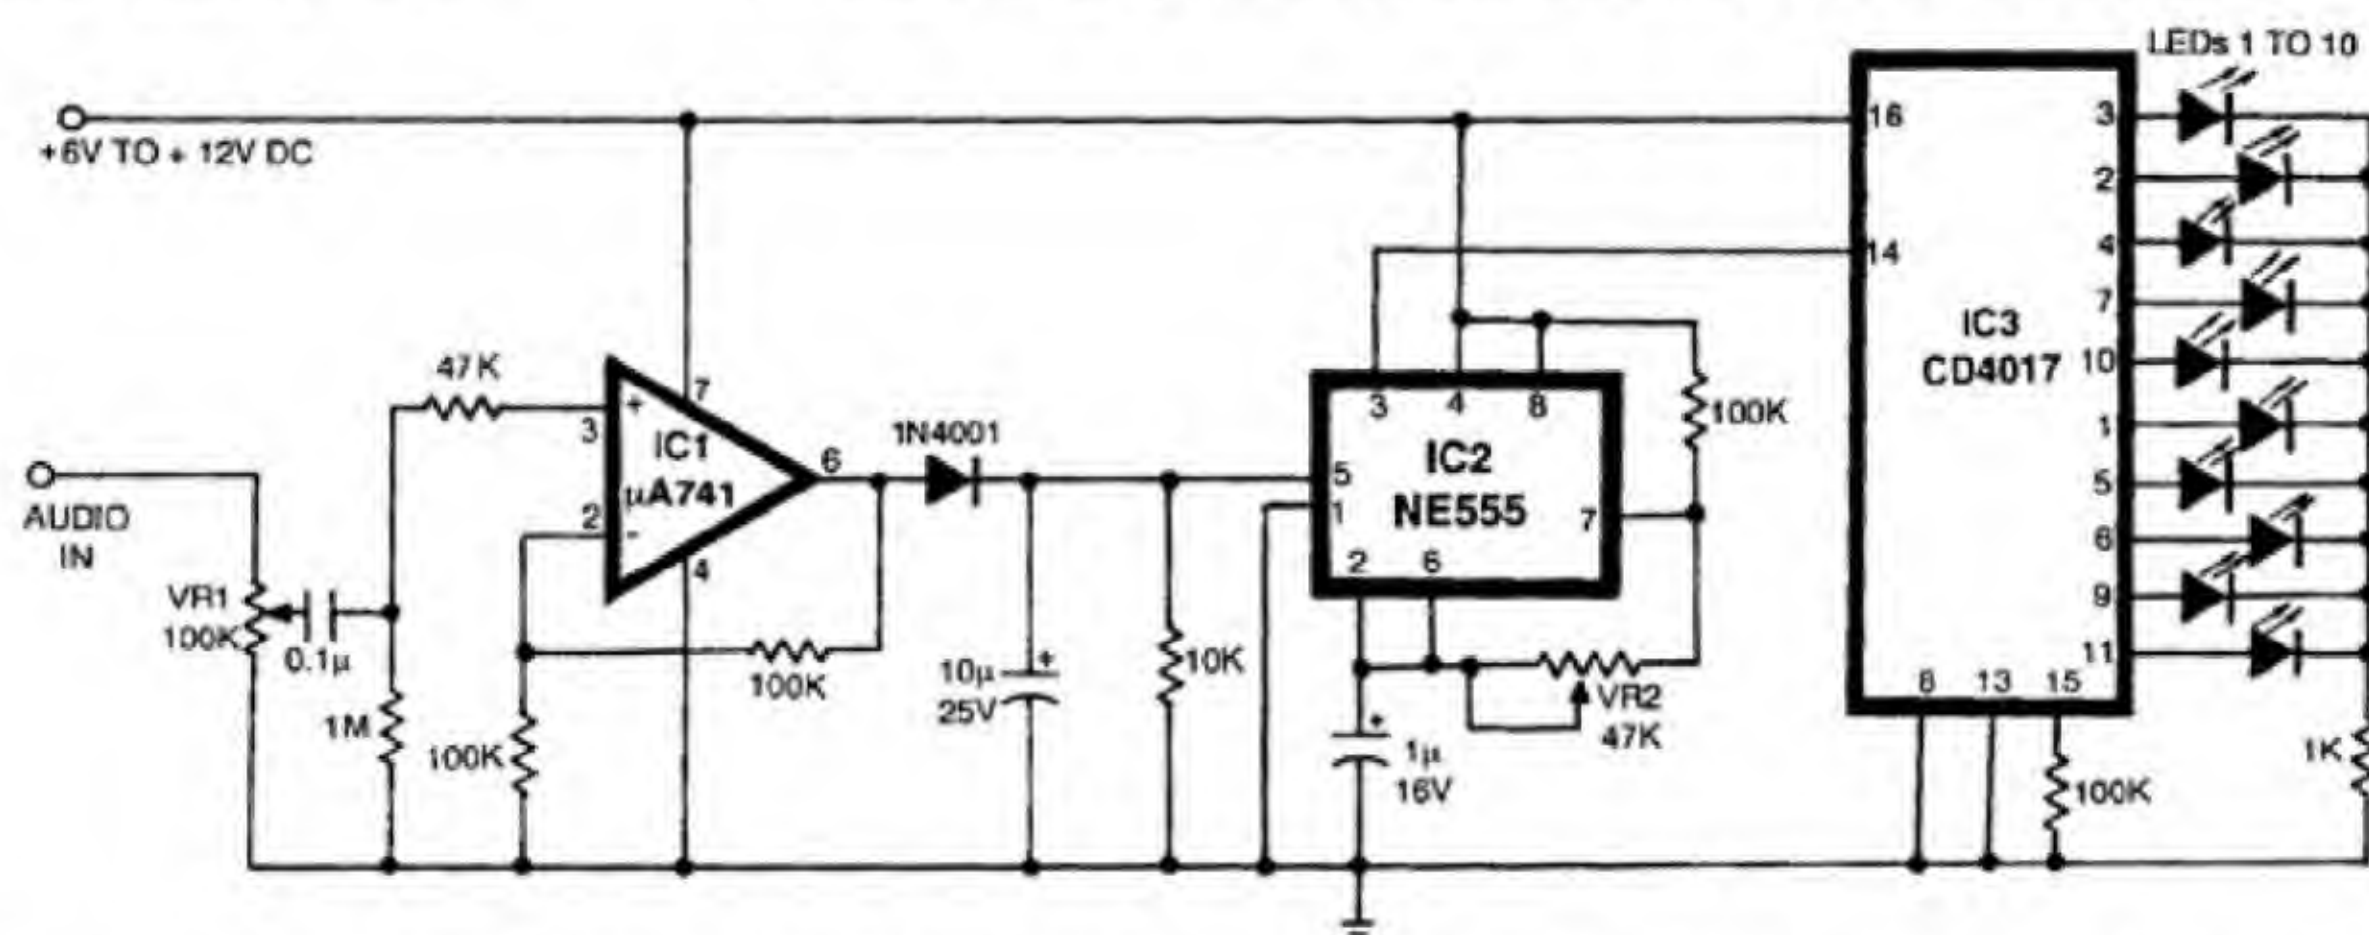 LEDs 1 TO 10
+6V TO + 12V DC
16
3
2
14
4
7
IC3
CD4017
10
1
5
6
9
11
8
13
15
47K
7
+
3
IC1
µA741
2
-
4
6
1N4001
AUDIO
IN
VR1
100K
0.1µ
1M
100K
100K
10µ
25V
+
10K
3
4
8
5
1
IC2
NE555
7
2
6
100K
VR2
47K
+
1µ
16V
100K
1K